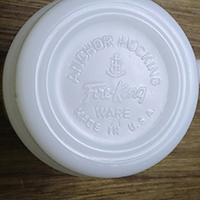 ANCHOR HOCKING
Fire-King
WARE
MADE IN U.S.A.